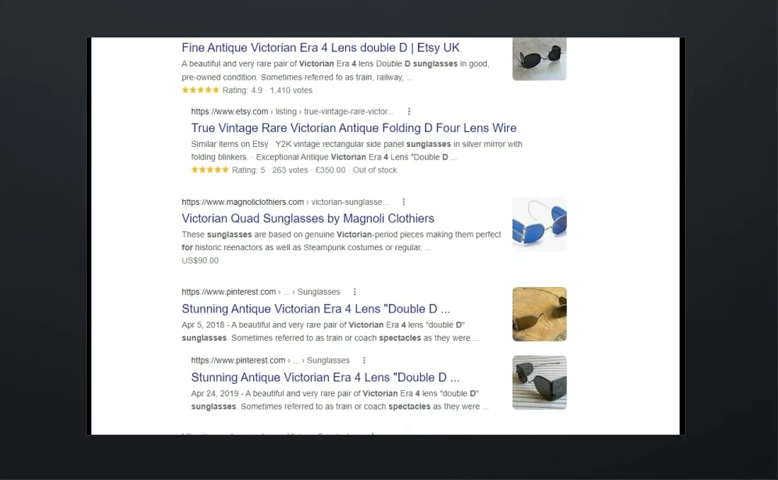 Fine Antique Victorian Era 4 Lens double D | Etsy UK
A beautiful and very rare pair of Victorian Era 4 lens Double D sunglasses in good,
pre-owned condition. Sometimes referred to as train, railway, ...
★★★★★ Rating: 4.9 · 1,410 votes
https://www.etsy.com › listing › true-vintage-rare-victor...
True Vintage Rare Victorian Antique Folding D Four Lens Wire
Similar items on Etsy · Y2K vintage rectangular side panel sunglasses in silver mirror with
folding blinkers. · Exceptional Antique Victorian Era 4 Lens "Double D ...
★★★★★ Rating: 5 · 263 votes · £350.00 · Out of stock
https://www.magnoliclothiers.com › victorian-sunglasse...
Victorian Quad Sunglasses by Magnoli Clothiers
These sunglasses are based on genuine Victorian-period pieces making them perfect
for historic reenactors as well as Steampunk costumes or regular, ...
US$90.00
https://www.pinterest.com › ... › Sunglasses
Stunning Antique Victorian Era 4 Lens "Double D ...
Apr 5, 2018 - A beautiful and very rare pair of Victorian Era 4 lens "double D"
sunglasses. Sometimes referred to as train or coach spectacles as they were ...
https://www.pinterest.com › ... › Sunglasses
Stunning Antique Victorian Era 4 Lens "Double D ...
Apr 24, 2019 - A beautiful and very rare pair of Victorian Era 4 lens "double D"
sunglasses. Sometimes referred to as train or coach spectacles as they were ...